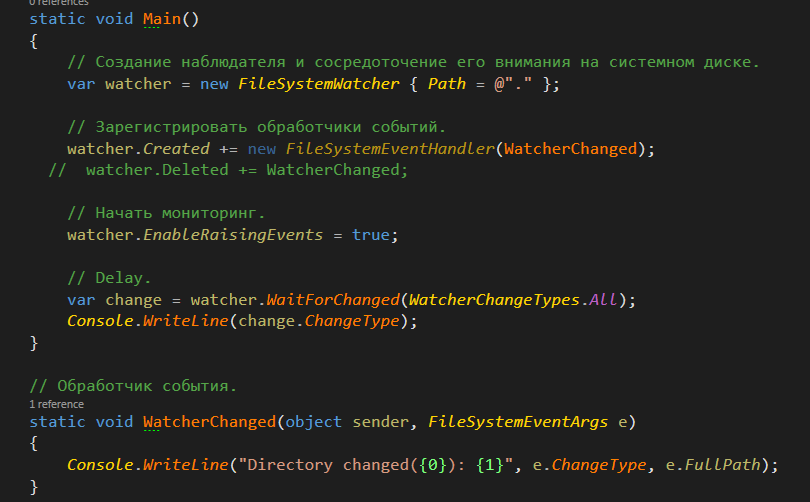 0 references
static void Main()
{
// Создание наблюдателя и сосредоточение его внимания на системном диске.
var watcher = new FileSystemWatcher { Path = @"." };
// Зарегистрировать обработчики событий.
watcher.Created += new FileSystemEventHandler(WatcherChanged);
//  watcher.Deleted += WatcherChanged;
// Начать мониторинг.
watcher.EnableRaisingEvents = true;
// Delay.
var change = watcher.WaitForChanged(WatcherChangeTypes.All);
Console.WriteLine(change.ChangeType);
}
// Обработчик события.
1 reference
static void WatcherChanged(object sender, FileSystemEventArgs e)
{
Console.WriteLine("Directory changed({0}): {1}", e.ChangeType, e.FullPath);
}